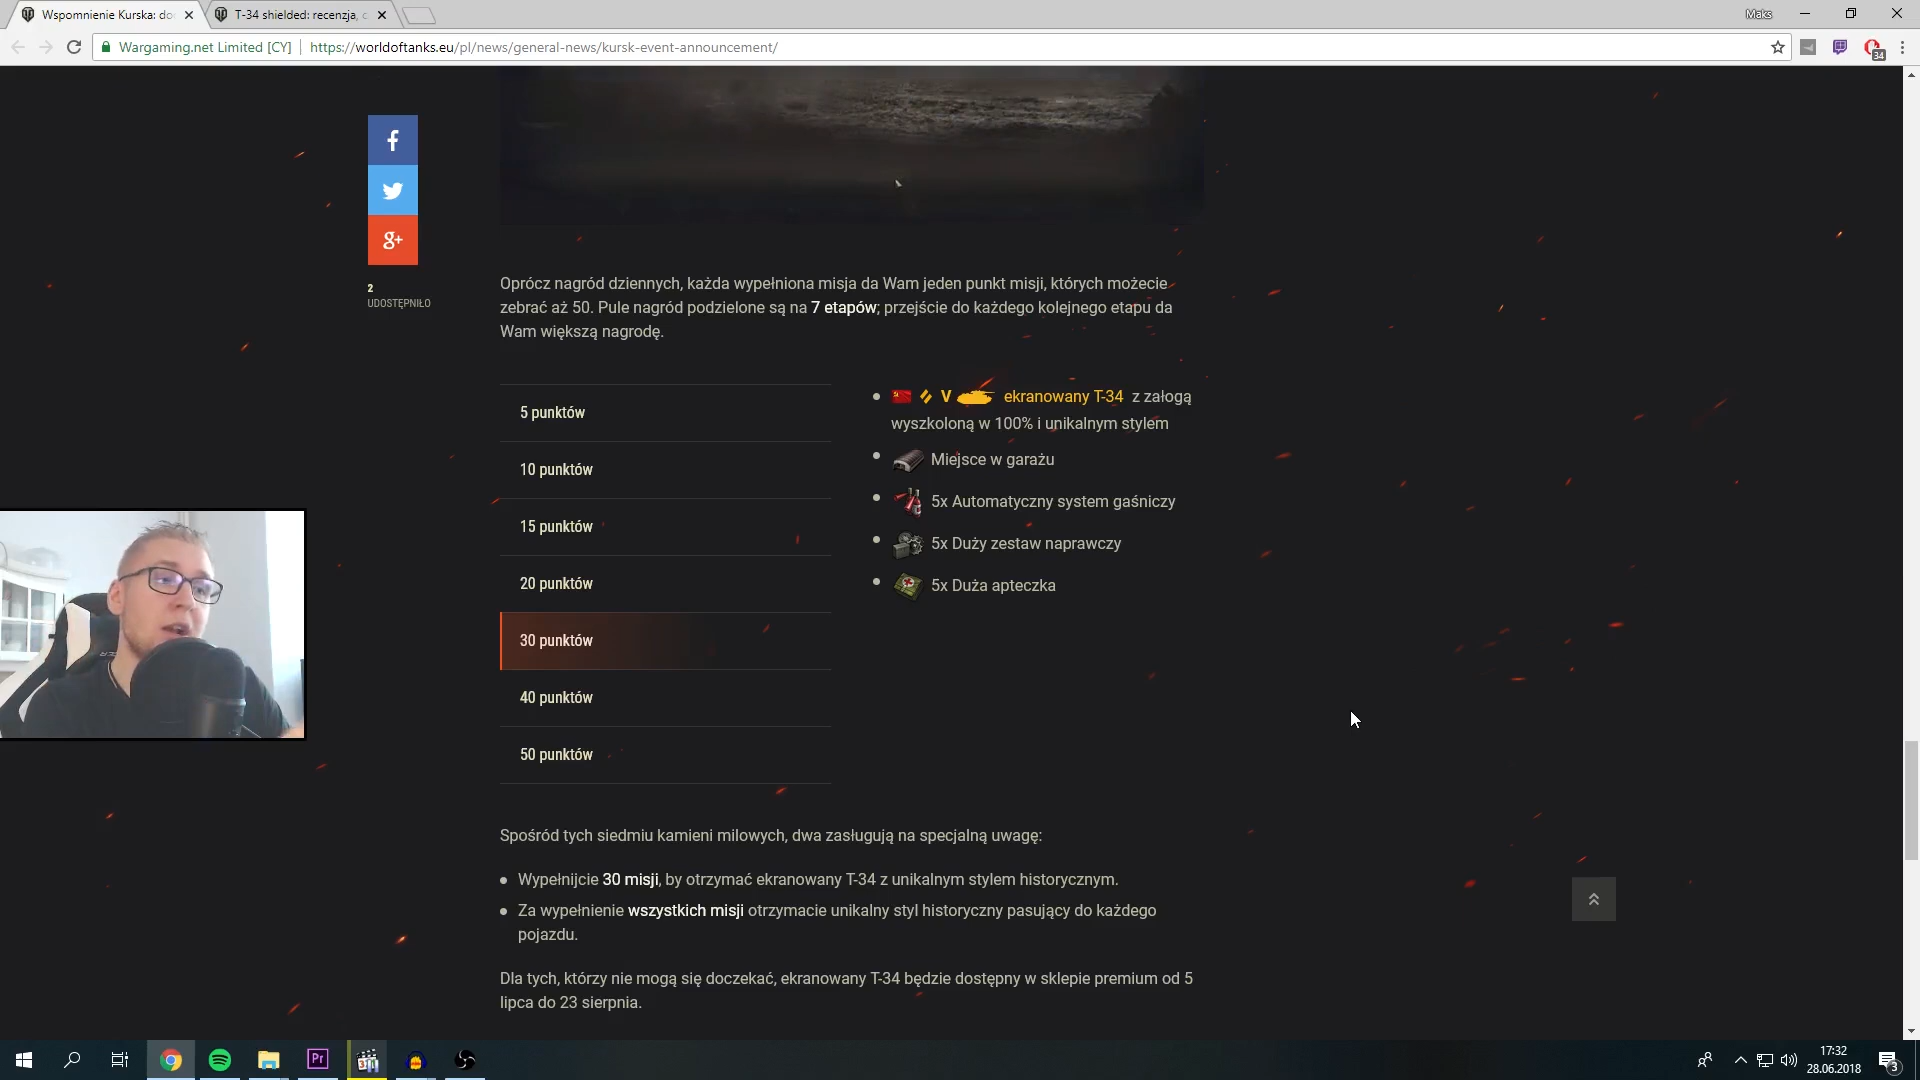 Wspomnienie Kurska: do
T-34 shielded: recenzja, c
Maks
Wargaming.net Limited [CY]
https://worldoftanks.eu/pl/news/general-news/kursk-event-announcement/
34
f
g+
2
UDOSTĘPNIŁO
Oprócz nagród dziennych, każda wypełniona misja da Wam jeden punkt misji, których możecie
zebrać aż 50. Pule nagród podzielone są na 7 etapów; przejście do każdego kolejnego etapu da
Wam większą nagrodę.
5 punktów
10 punktów
15 punktów
20 punktów
30 punktów
40 punktów
50 punktów
V ekranowany T-34 z załogą
wyszkoloną w 100% i unikalnym stylem
Miejsce w garażu
5x Automatyczny system gaśniczy
5x Duży zestaw naprawczy
5x Duża apteczka
Spośród tych siedmiu kamieni milowych, dwa zasługują na specjalną uwagę:
Wypełnijcie 30 misji, by otrzymać ekranowany T-34 z unikalnym stylem historycznym.
Za wypełnienie wszystkich misji otrzymacie unikalny styl historyczny pasujący do każdego
pojazdu.
Dla tych, którzy nie mogą się doczekać, ekranowany T-34 będzie dostępny w sklepie premium od 5
lipca do 23 sierpnia.
Pr
17:32
28.06.2018
3